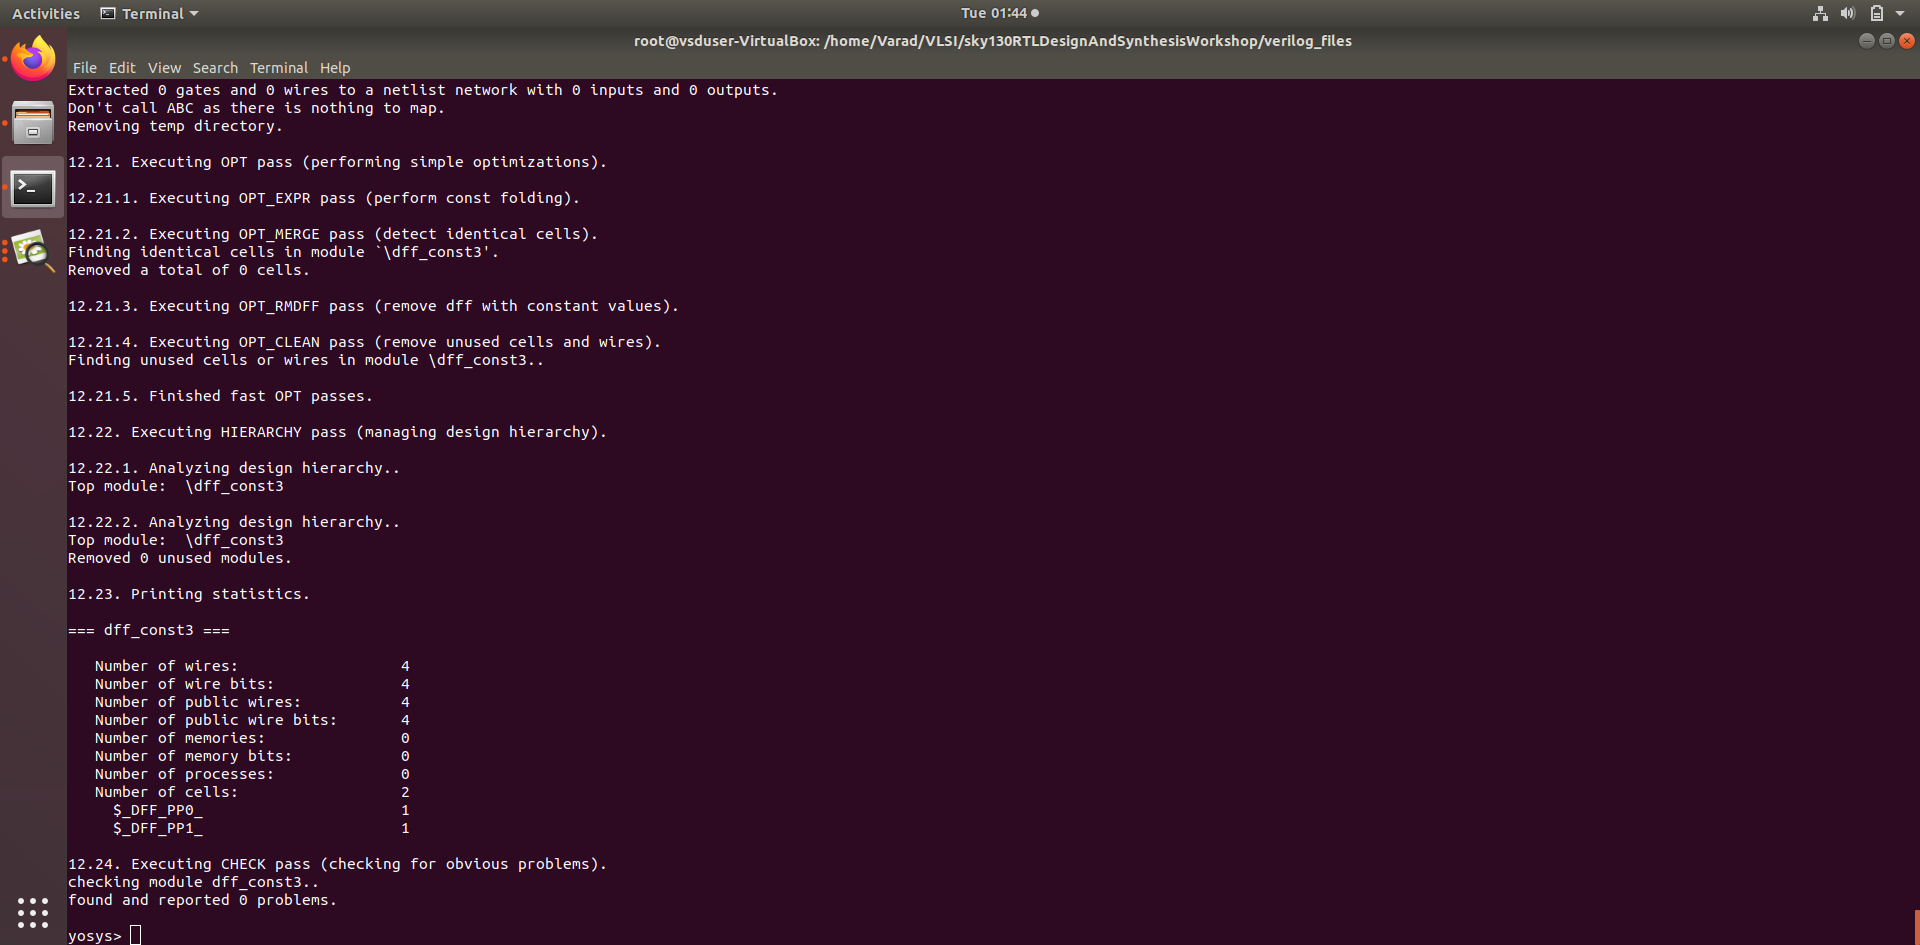 Activities Terminal Tue 01:44
root@vsduser-VirtualBox: /home/Varad/VLSI/sky130RTLDesignAndSynthesisWorkshop/verilog_files
File Edit View Search Terminal Help
Extracted 0 gates and 0 wires to a netlist network with 0 inputs and 0 outputs.
Don't call ABC as there is nothing to map.
Removing temp directory.
12.21. Executing OPT pass (performing simple optimizations).
12.21.1. Executing OPT_EXPR pass (perform const folding).
12.21.2. Executing OPT_MERGE pass (detect identical cells).
Finding identical cells in module `\dff_const3'.
Removed a total of 0 cells.
12.21.3. Executing OPT_RMDFF pass (remove dff with constant values).
12.21.4. Executing OPT_CLEAN pass (remove unused cells and wires).
Finding unused cells or wires in module \dff_const3..
12.21.5. Finished fast OPT passes.
12.22. Executing HIERARCHY pass (managing design hierarchy).
12.22.1. Analyzing design hierarchy..
Top module:  \dff_const3
12.22.2. Analyzing design hierarchy..
Top module:  \dff_const3
Removed 0 unused modules.
12.23. Printing statistics.
=== dff_const3 ===
Number of wires: 4
Number of wire bits: 4
Number of public wires: 4
Number of public wire bits: 4
Number of memories: 0
Number of memory bits: 0
Number of processes: 0
Number of cells: 2
$_DFF_PP0_ 1
$_DFF_PP1_ 1
12.24. Executing CHECK pass (checking for obvious problems).
checking module dff_const3..
found and reported 0 problems.
yosys>